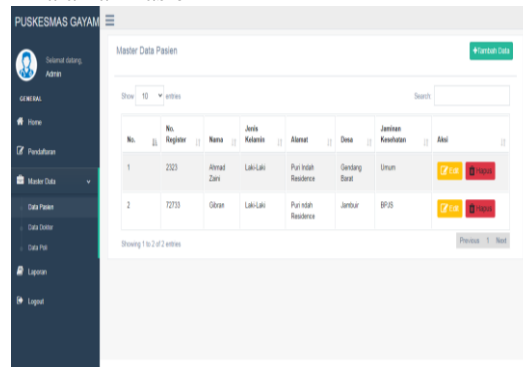 PUSKESMAS GAYAM
Selamat datang,
Admin
GENERAL
Home
Pendaftaran
Master Data
Data Pasien
Data Doktor
Data Poli
Laporan
Logout
Master Data Pasien
+Tambah Data
Show 10 entries
Search:
No. No. Register Nama Jenis Kelamin Alamat Desa Jaminan Kesehatan Aksi
1 2323 Ahmad Zaini Laki-Laki Puri Indah Residence Gendang Barat Umum Edit Hapus
2 72733 Gibran Laki-Laki Puri ndah Residence Jambuir BPJS Edit Hapus
Showing 1 to 2 of 2 entries
Previous 1 Next